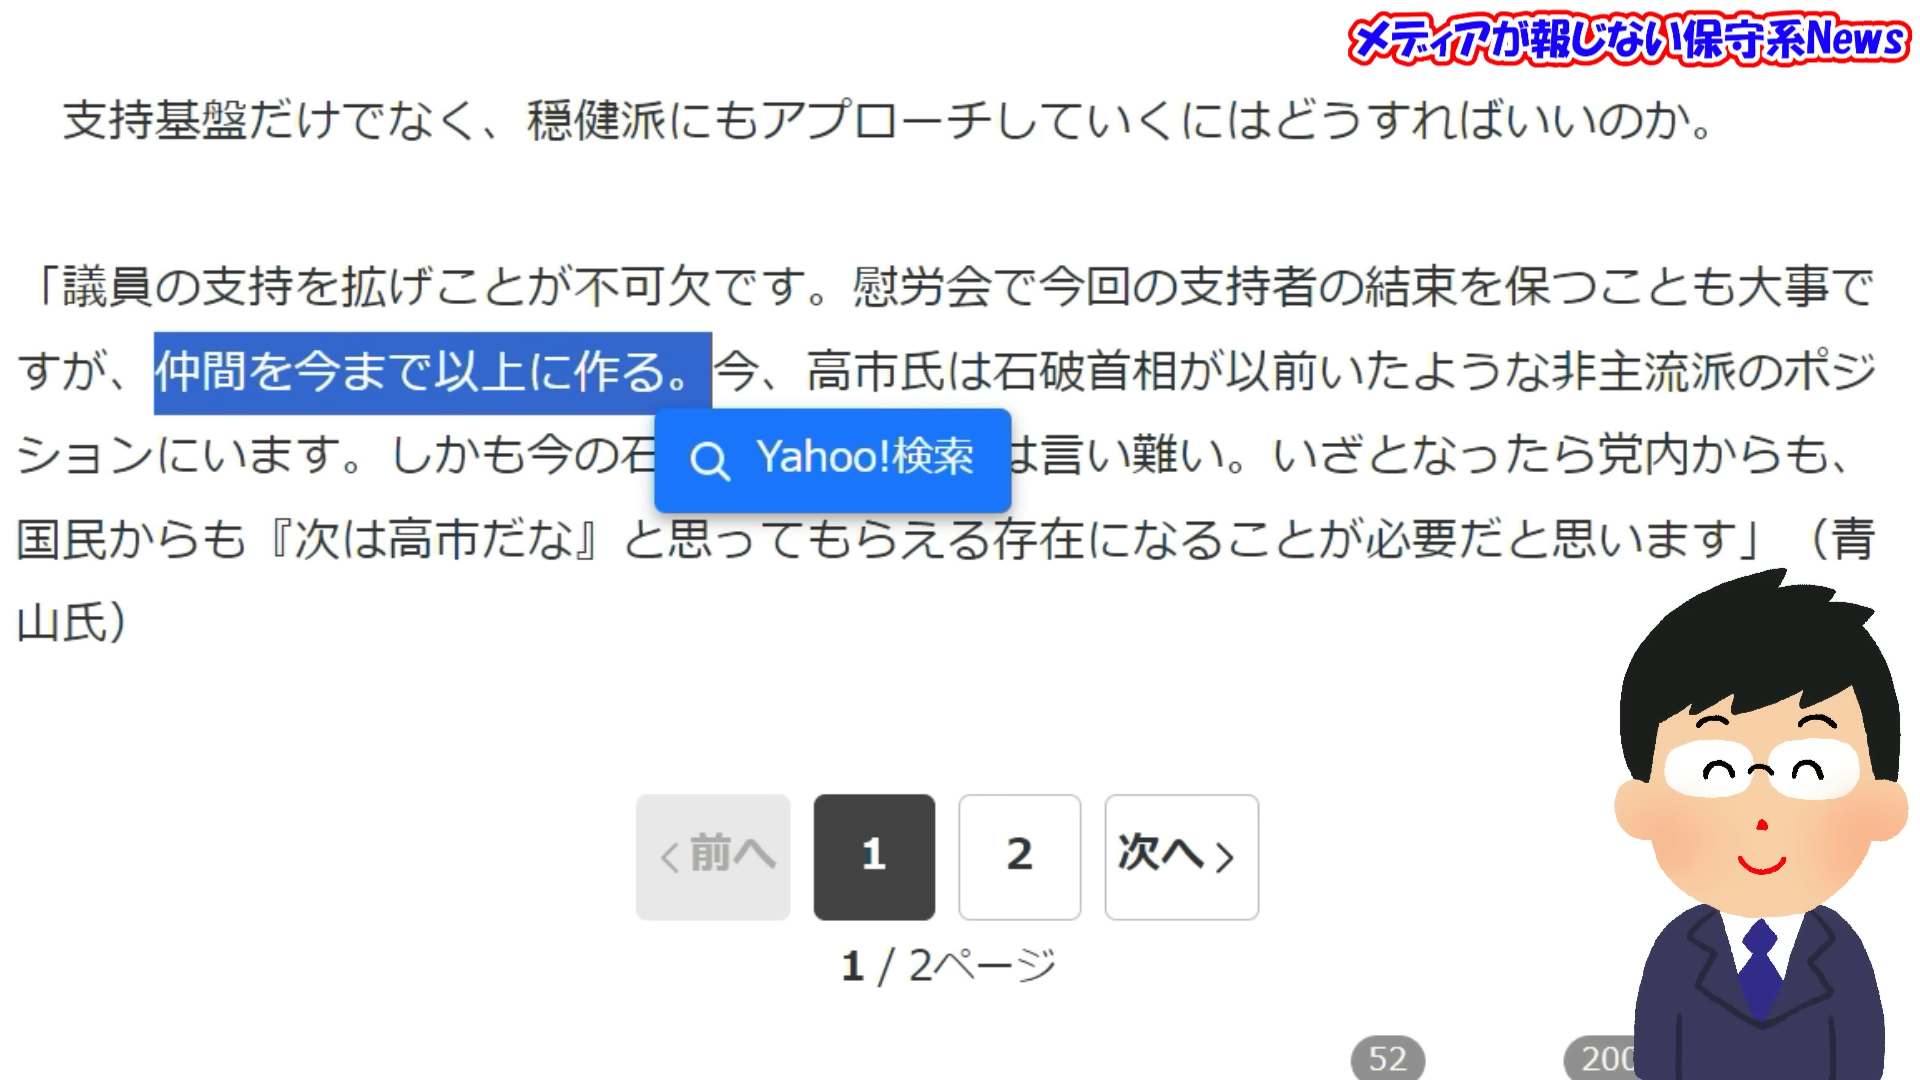 メディアが報じない保守系News
支持基盤だけでなく、穏健派にもアプローチしていくにはどうすればいいのか。
「議員の支持を拡げことが不可欠です。慰労会で今回の支持者の結束を保つことも大事で
すが、仲間を今まで以上に作る。今、高市氏は石破首相が以前いたような非主流派のポジ
ションにいます。しかも今の石
Yahoo!検索
は言い難い。いざとなったら党内からも、
国民からも『次は高市だな』と思ってもらえる存在になることが必要だと思います」（青
山氏）
前へ 1 2 次へ
1 / 2ページ
52 200